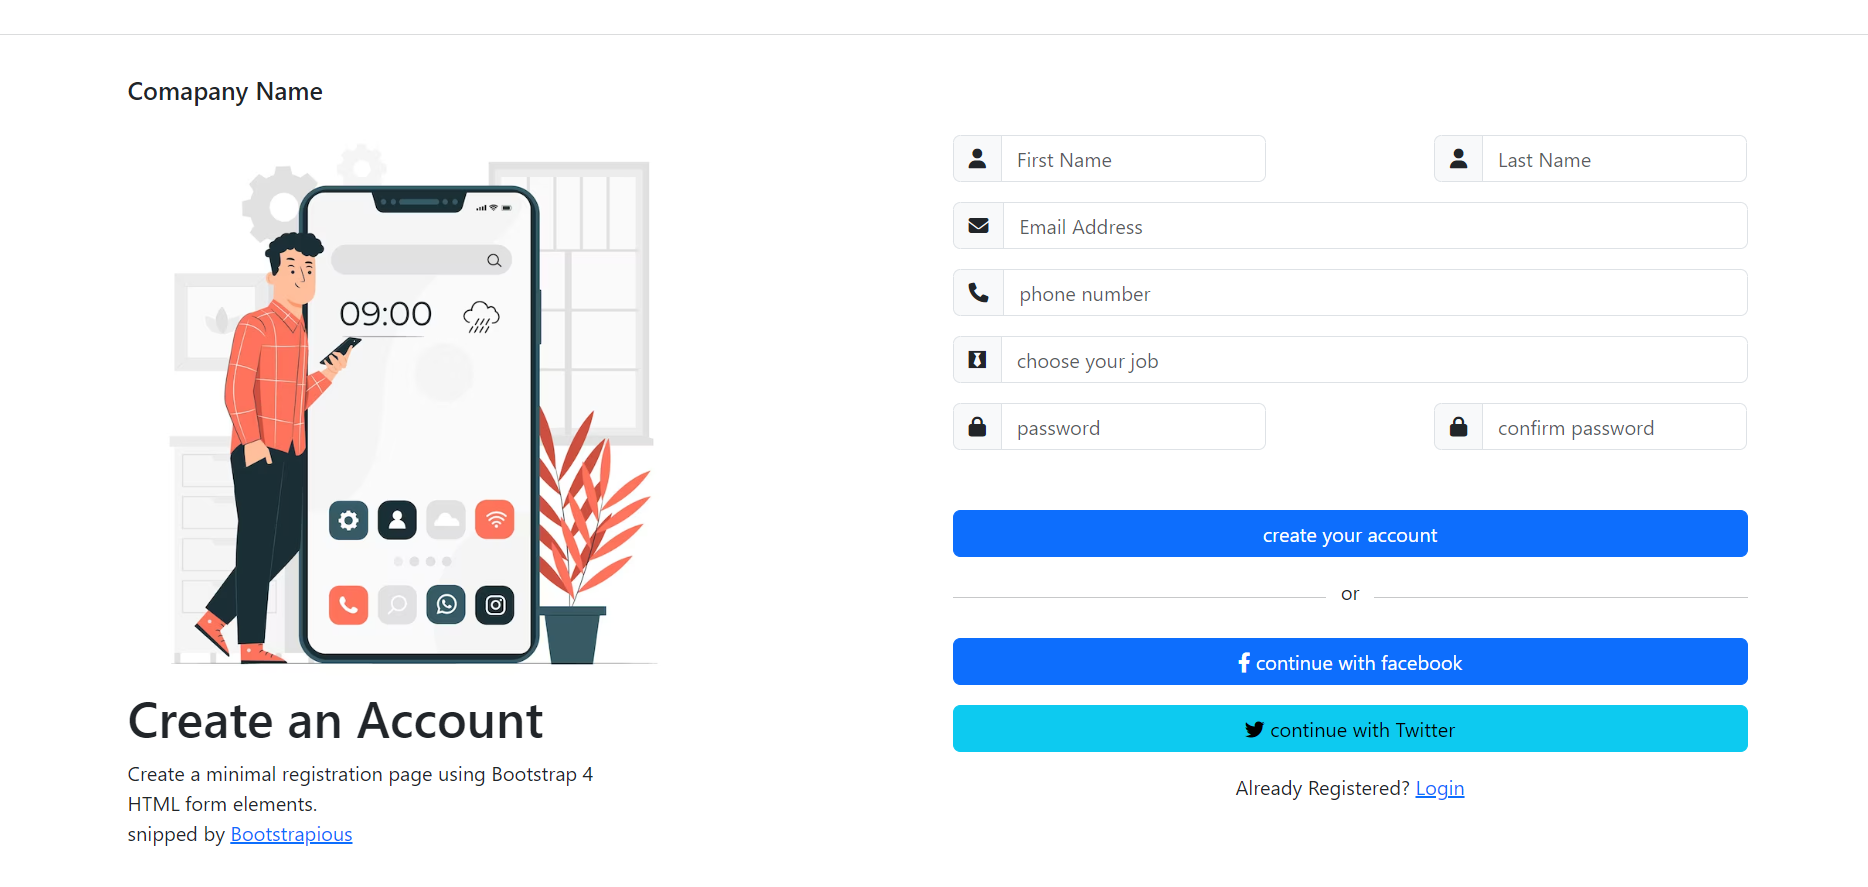 Comapany Name
09:00
Create an Account
Create a minimal registration page using Bootstrap 4
HTML form elements.
snipped by Bootstrapious
First Name
Last Name
Email Address
phone number
choose your job
password
confirm password
create your account
or
continue with facebook
continue with Twitter
Already Registered? Login